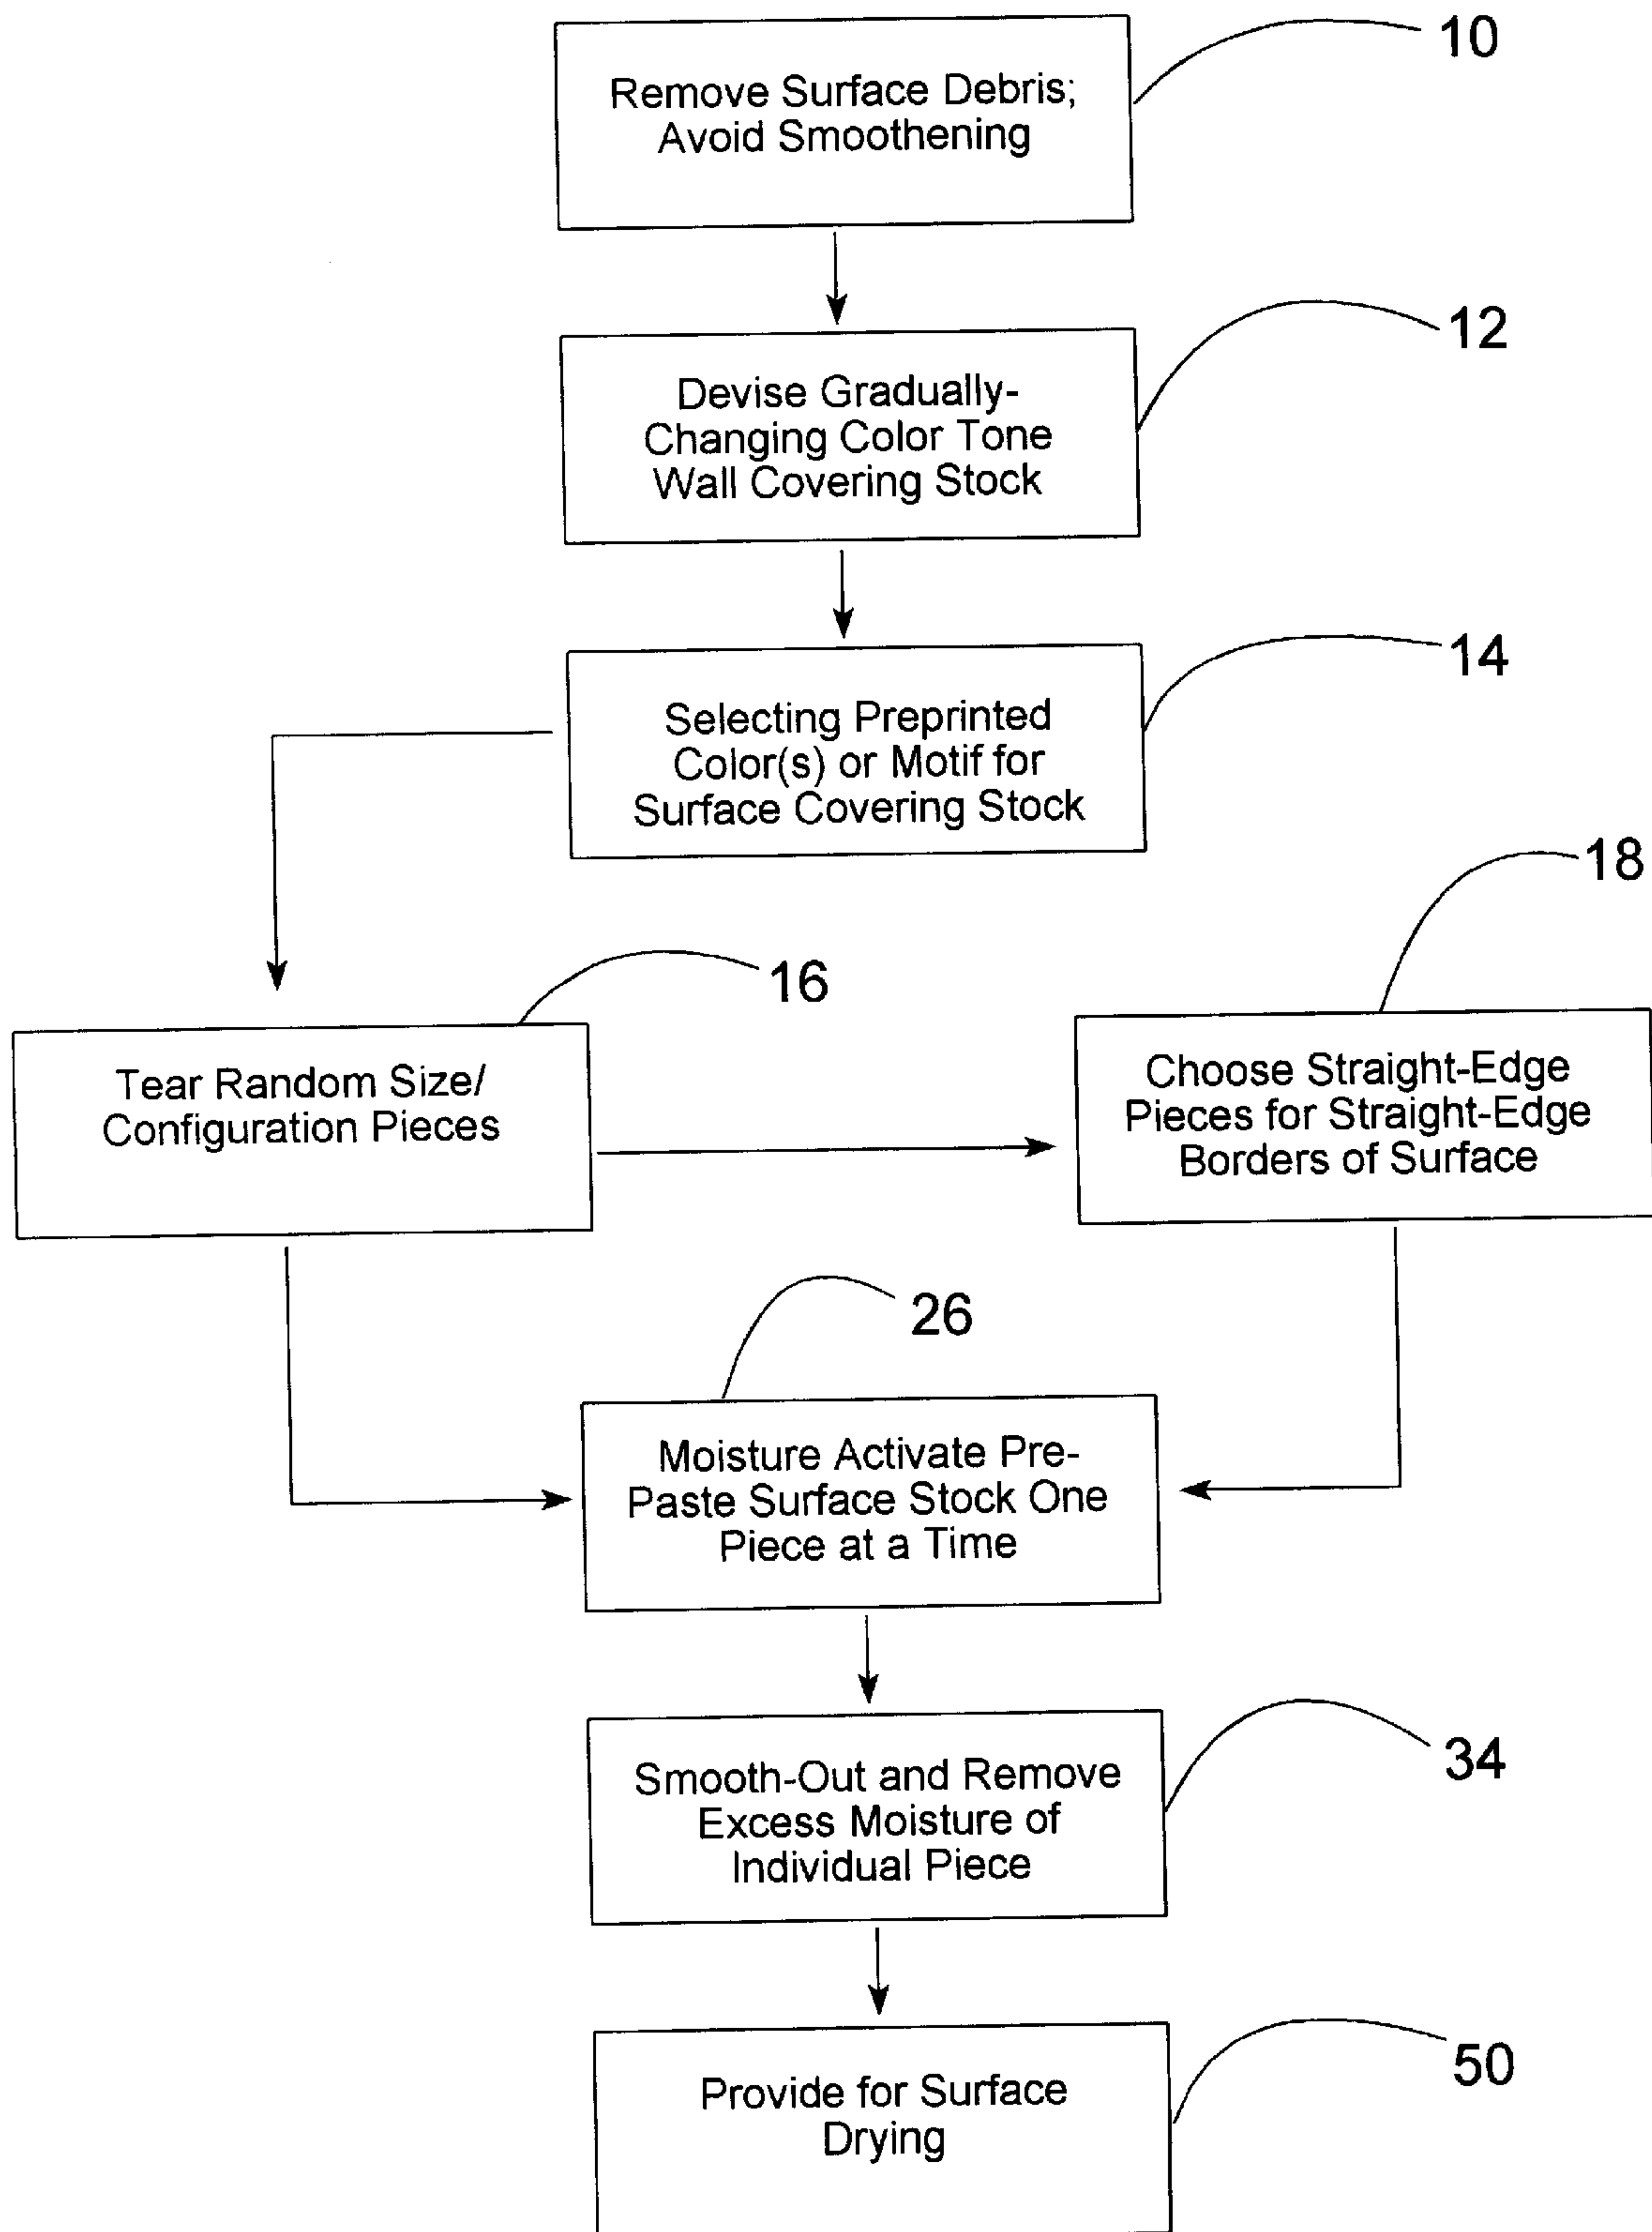 10
Remove Surface Debris;
Avoid Smoothening
12
Devise Gradually-
Changing Color Tone
Wall Covering Stock
14
Selecting Preprinted
Color(s) or Motif for
Surface Covering Stock
18
16
Tear Random Size/
Configuration Pieces
Choose Straight-Edge
Pieces for Straight-Edge
Borders of Surface
26
Moisture Activate Pre-
Paste Surface Stock One
Piece at a Time
34
Smooth-Out and Remove
Excess Moisture of
Individual Piece
50
Provide for Surface
Drying